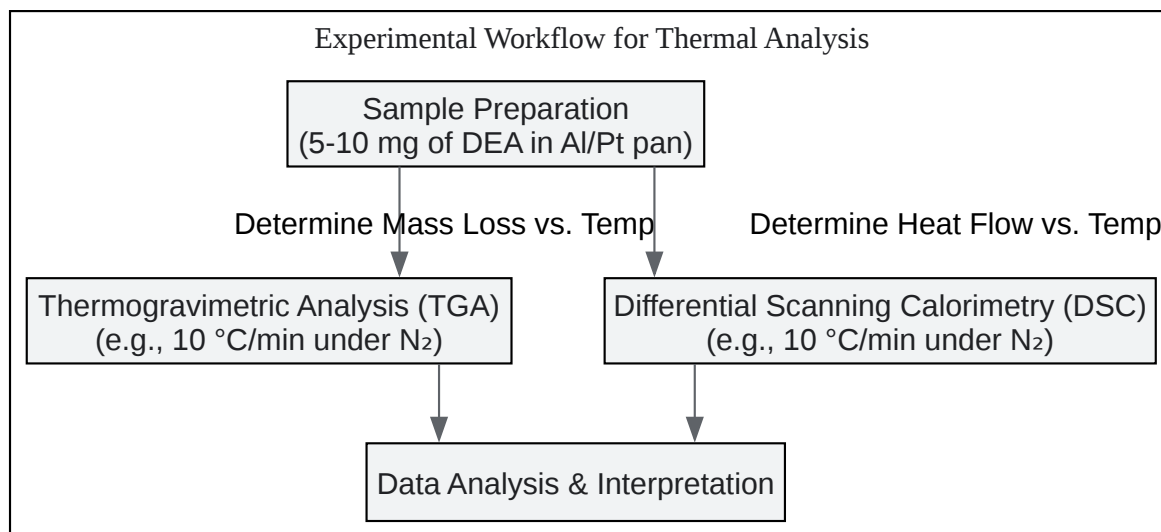 Experimental Workflow for Thermal Analysis
Sample Preparation
(5-10 mg of DEA in Al/Pt pan)
Determine Mass Loss vs. Temp
Determine Heat Flow vs. Temp
Thermogravimetric Analysis (TGA)
(e.g., 10 °C/min under N₂)
Differential Scanning Calorimetry (DSC)
(e.g., 10 °C/min under N₂)
Data Analysis & Interpretation